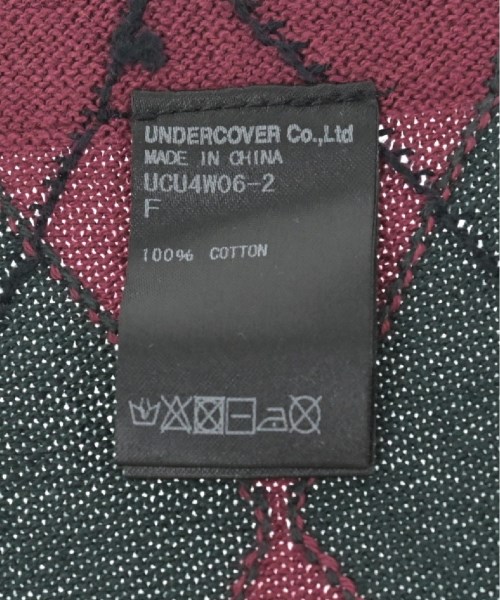 UNDERCOVER Co.,Ltd
MADE IN CHINA
UCU4W06-2
F
100% COTTON